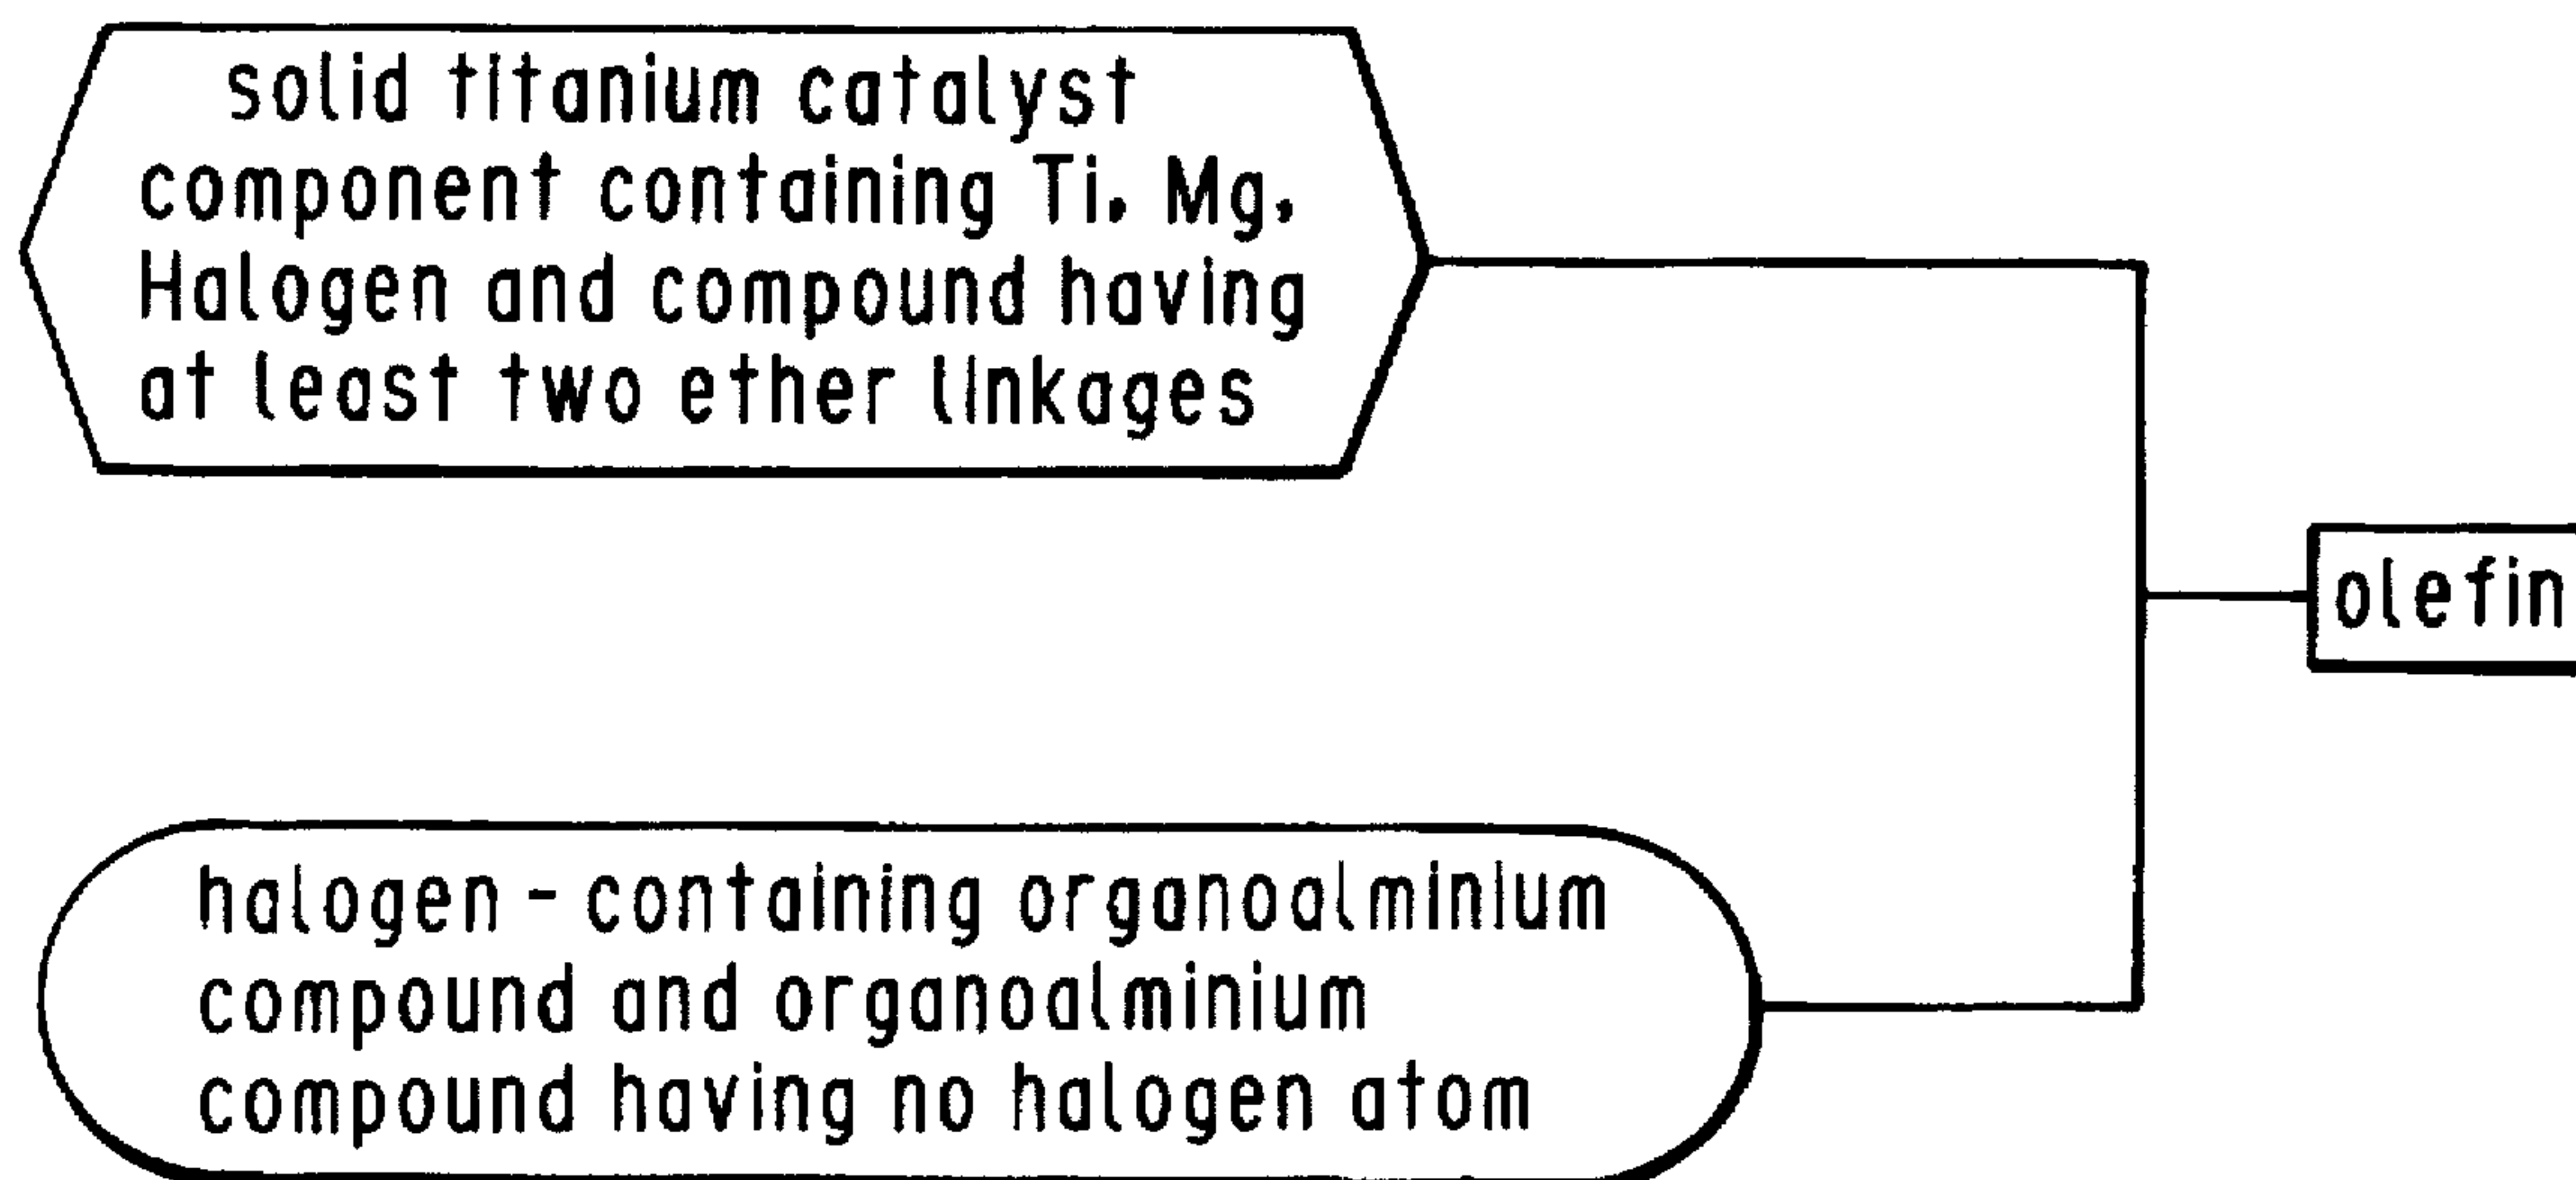 solid titanium catalyst
component containing Ti, Mg,
Halogen and compound having
at least two ether linkages
olefin
halogen - containing organoalminium
compound and organoalminium
compound having no halogen atom